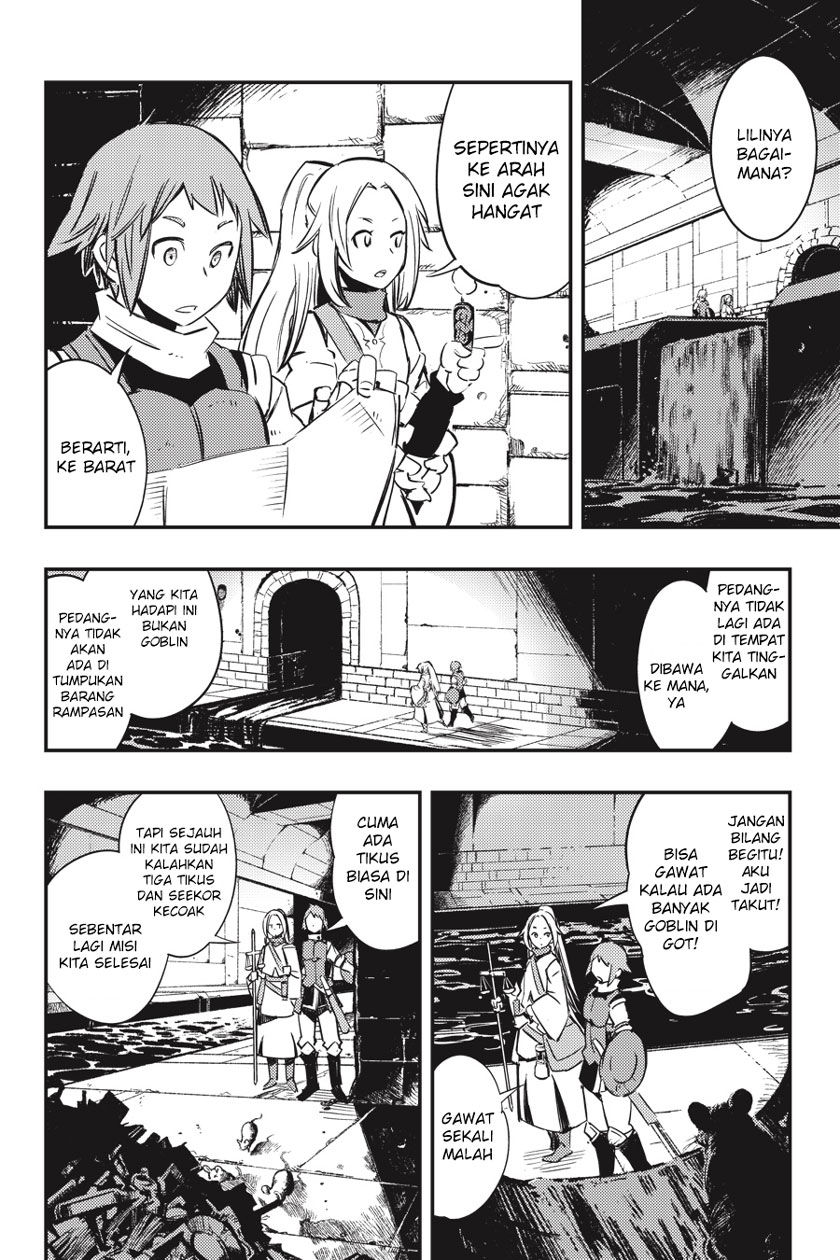 LILINYA
BAGAI-
MANA?
SEPERTINYA
KE ARAH
SINI AGAK
HANGAT
BERARTI,
KE BARAT
PEDANG-
NYA TIDAK
LAGI ADA
DI TEMPAT
KITA TING-
GALKAN
DIBAWA
KE MANA,
YA
YANG KITA
HADAPI INI
BUKAN
GOBLIN
PEDANG-
NYA TIDAK
AKAN
ADA DI
TUMPUKAN
BARANG
RAMPASAN
JANGAN
BILANG
BEGITU!
AKU
JADI
TAKUT!
BISA
GAWAT
KALAU ADA
BANYAK
GOBLIN DI
GOT!
GAWAT
SEKALI
MALAH
CUMA
ADA
TIKUS
BIASA DI
SINI
TAPI SEJAUH
INI KITA SUDAH
KALAHKAN
TIGA TIKUS
DAN SEEKOR
KECOAK
SEBENTAR
LAGI MISI
KITA SELESAI